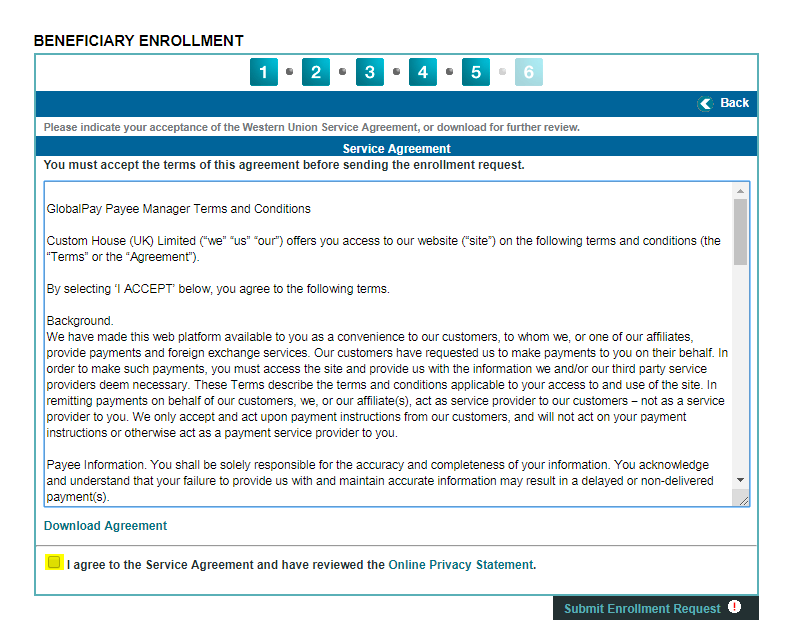 BENEFICIARY ENROLLMENT
1 2 3 4 5 6
Back
Please indicate your acceptance of the Western Union Service Agreement, or download for further review.
Service Agreement
You must accept the terms of this agreement before sending the enrollment request.
GlobalPay Payee Manager Terms and Conditions
Custom House (UK) Limited (“we” “us” “our”) offers you access to our website (“site”) on the following terms and conditions (the
“Terms” or the “Agreement”).
By selecting ‘I ACCEPT’ below, you agree to the following terms.
Background.
We have made this web platform available to you as a convenience to our customers, to whom we, or one of our affiliates,
provide payments and foreign exchange services. Our customers have requested us to make payments to you on their behalf. In
order to make such payments, you must access the site and provide us with the information we and/or our third party service
providers deem necessary. These Terms describe the terms and conditions applicable to your access to and use of the site. In
remitting payments on behalf of our customers, we, or our affiliate(s), act as service provider to our customers – not as a service
provider to you. We only accept and act upon payment instructions from our customers, and will not act on your payment
instructions or otherwise act as a payment service provider to you.
Payee Information. You shall be solely responsible for the accuracy and completeness of your information. You acknowledge
and understand that your failure to provide us with and maintain accurate information may result in a delayed or non-delivered
payment(s).
Download Agreement
I agree to the Service Agreement and have reviewed the Online Privacy Statement.
Submit Enrollment Request !